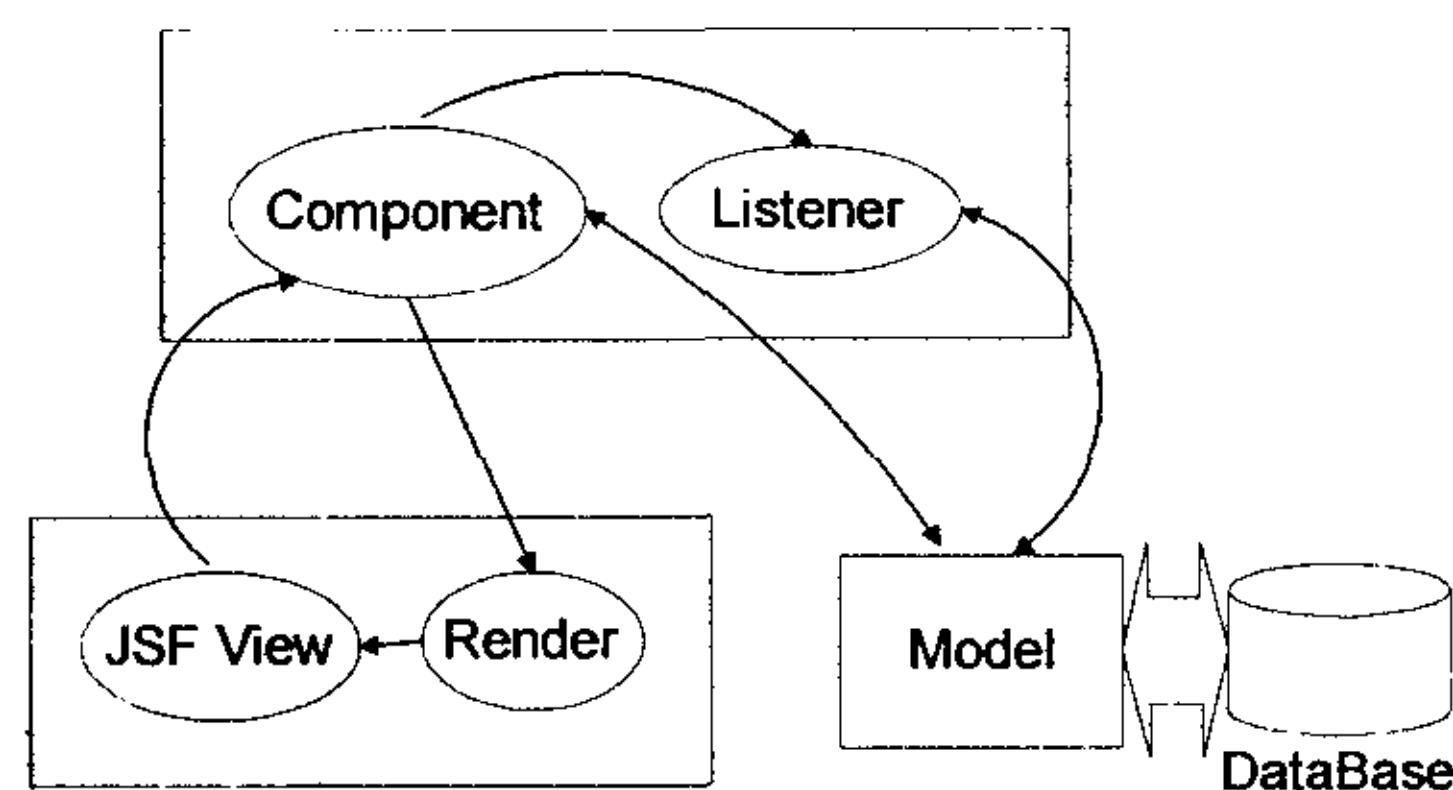 Component
Listener
JSF View
Render
Model
DataBase